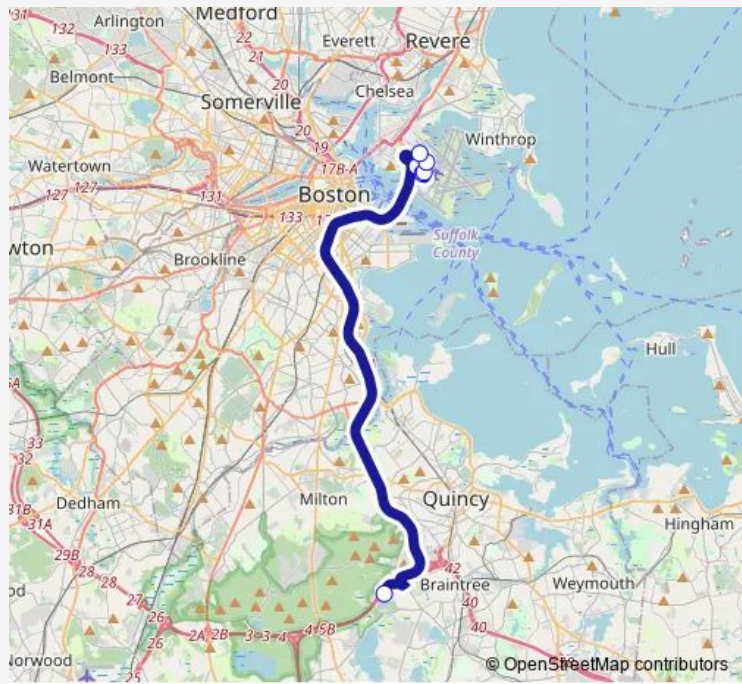 131
Medford
Arlington
132
133
22
21
Everett
Revere
Belmont
20
Chelsea
Somerville
20
19
Winthrop
Watertown
17B-A
127
127
131
Boston
133
wton
Suffolk
County
Brookline
Hull
33
32
Milton
Quincy
31B
31A
Dedham
Hingham
29B
28
28
27
42
Braintree
Weymouth
26
26
2A
2B
3
3
4
4
5B
40
40
25
Norwood
© OpenStreetMap contributors